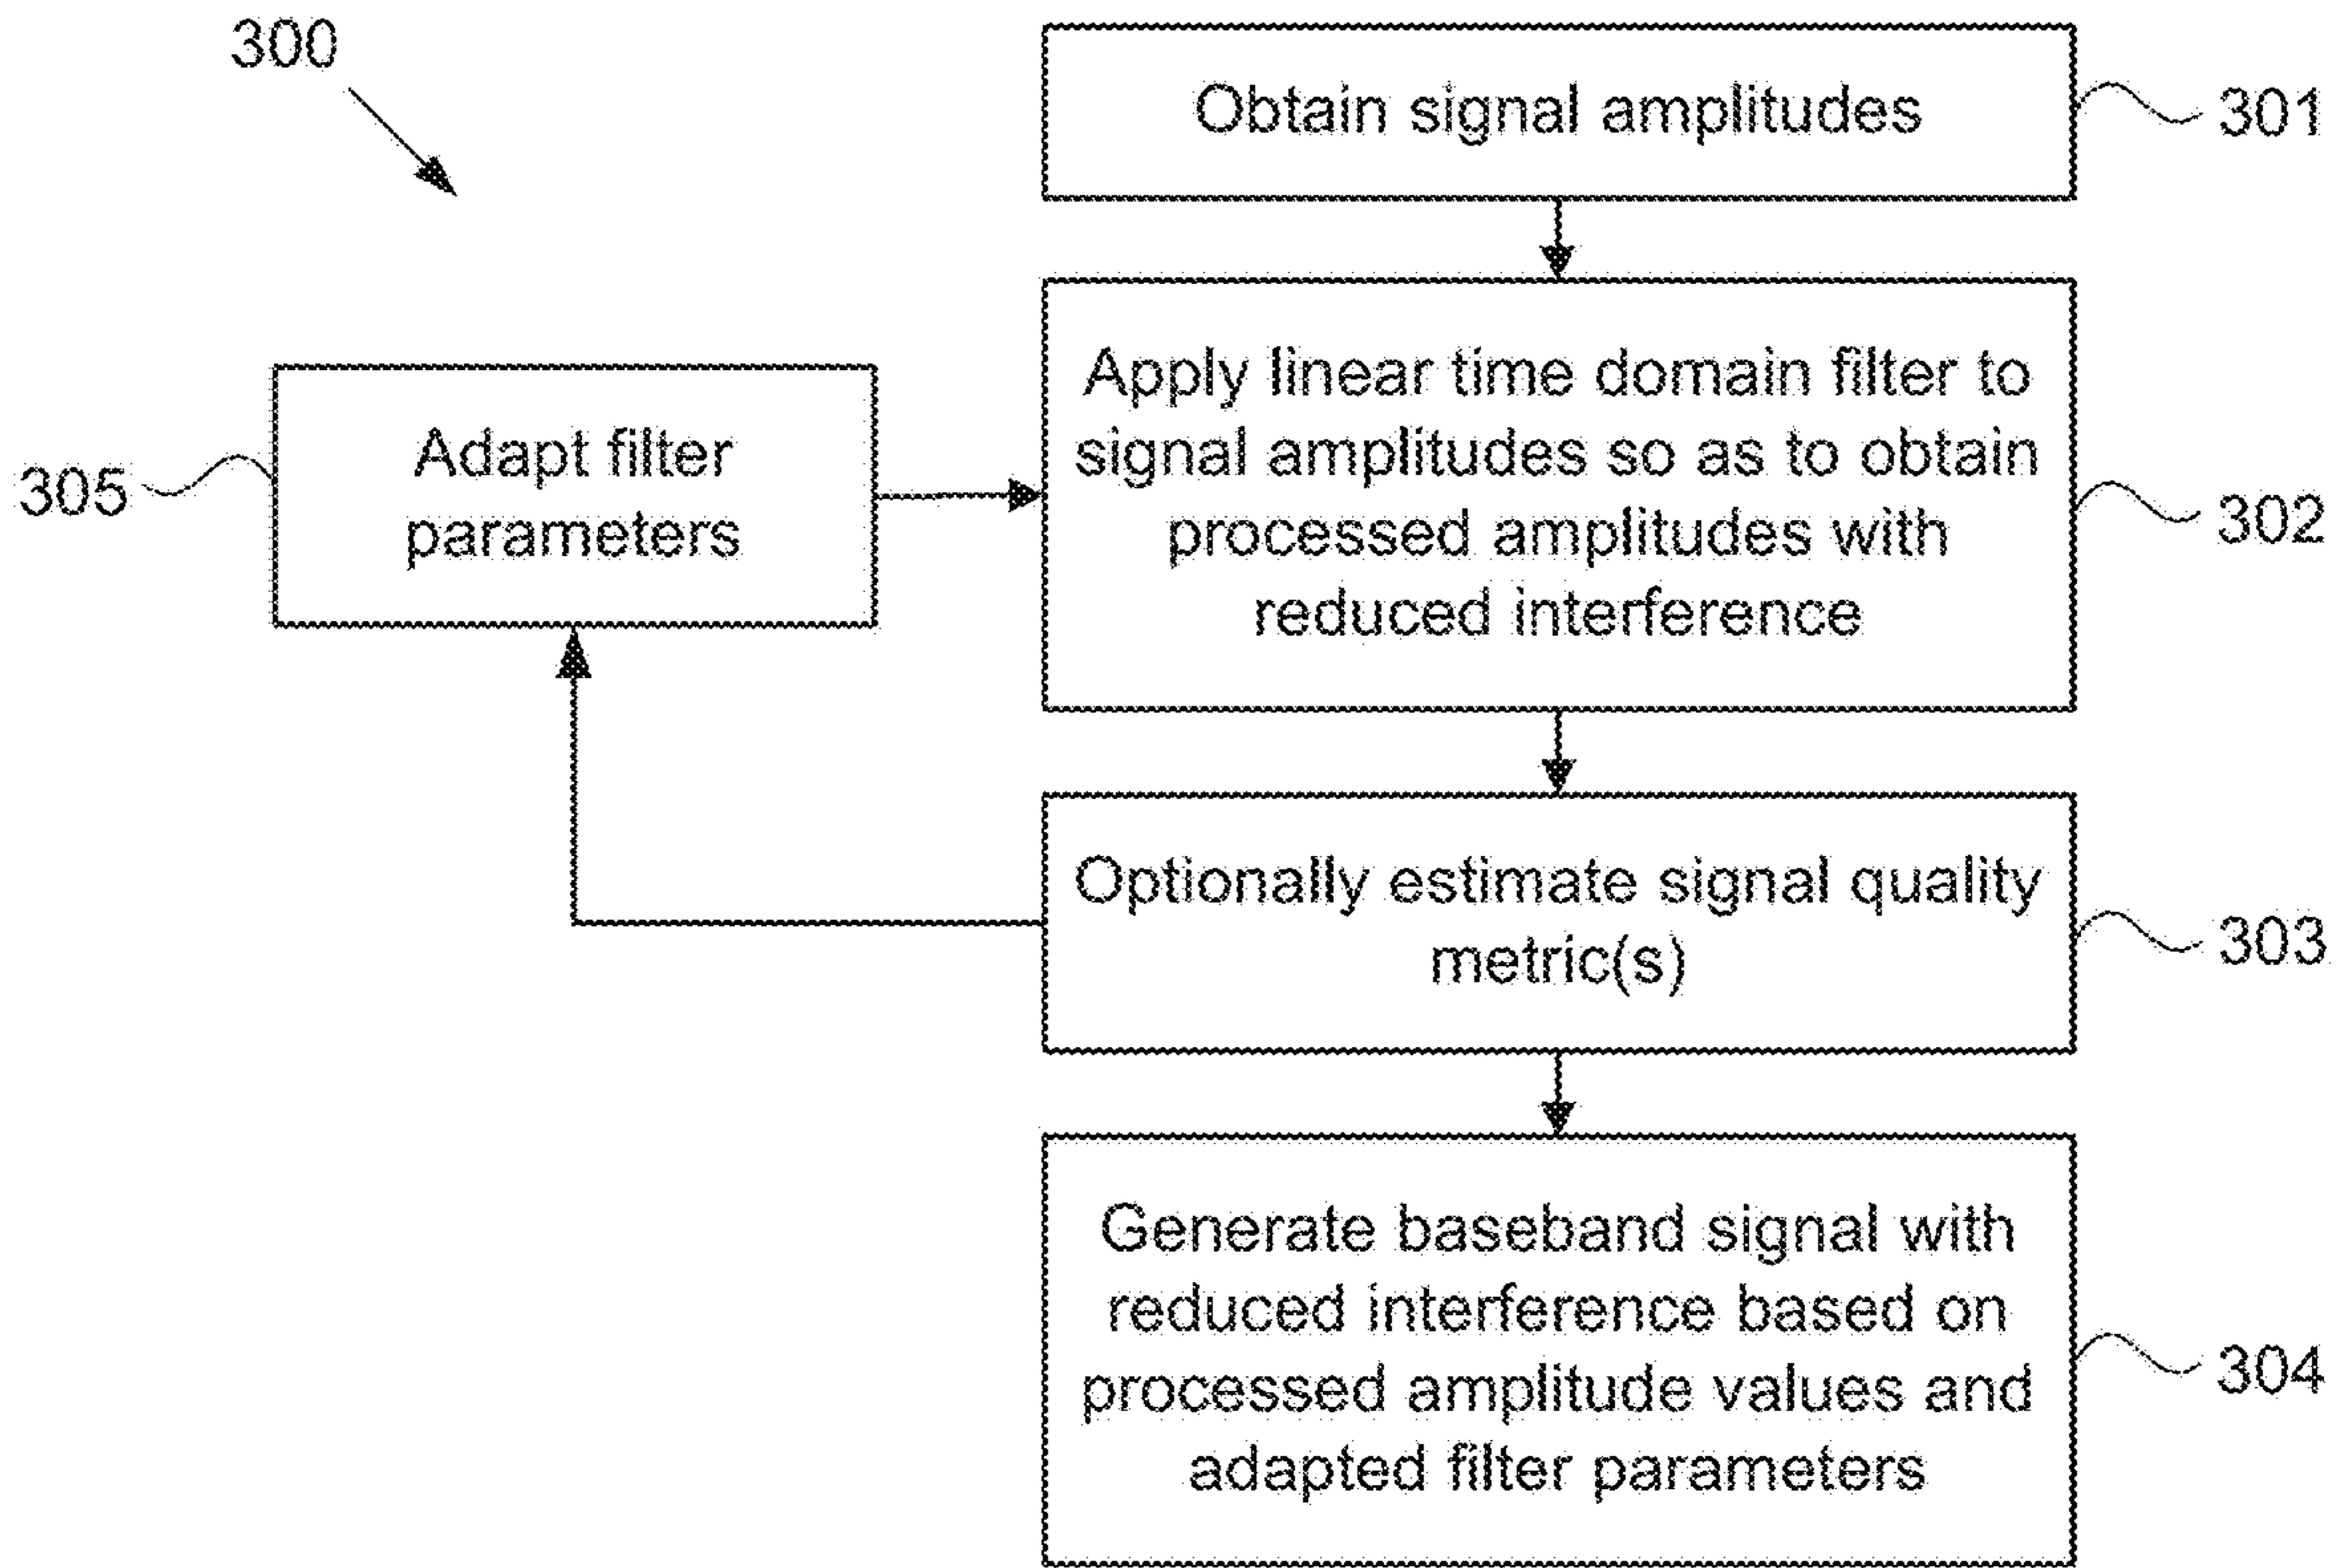 300
Obtain signal amplitudes
301
Apply linear time domain filter to
signal amplitudes so as to obtain
processed amplitudes with
reduced interference
302
Adapt filter
parameters
305
Optionally estimate signal quality
metric(s)
303
Generate baseband signal with
reduced interference based on
processed amplitude values and
adapted filter parameters
304